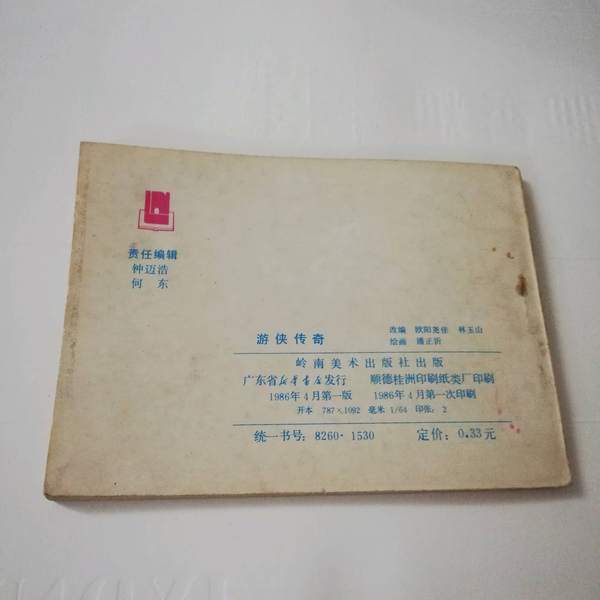 责任编辑
钟迈浩
何东
游侠传奇
改编 欧阳尧佳 林玉山
绘画 潘正沂
岭南美术出版社出版
广东省新华书店发行 顺德桂洲印刷纸类厂印刷
1986年4月第一版 1986年4月第一次印刷
开本 787×1092 毫米 1/64 印张: 2
统一书号: 8260·1530 定价: 0.33元